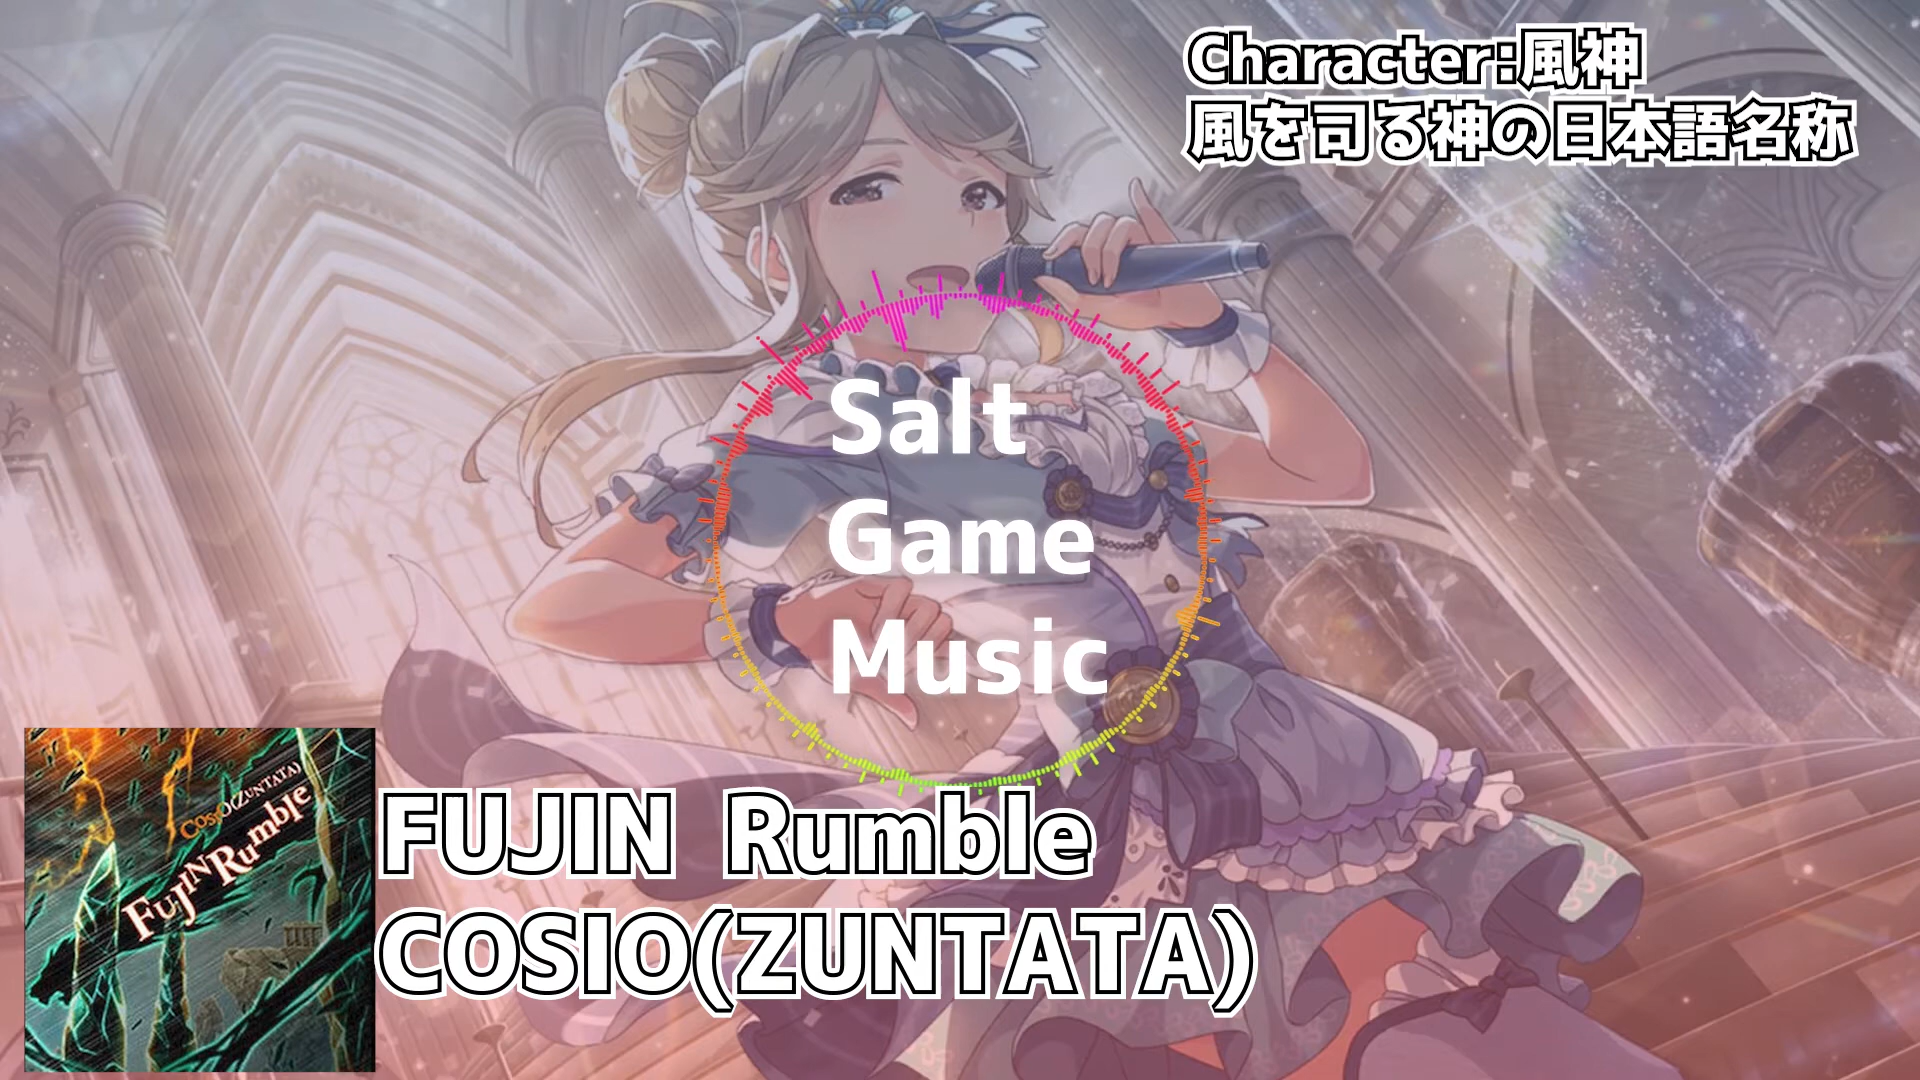 Character:風神
風を司る神の日本語名称
Salt
Game
Music
COSIO(ZUNTATA)
FUJIN Rumble
FUJIN Rumble
COSIO(ZUNTATA)